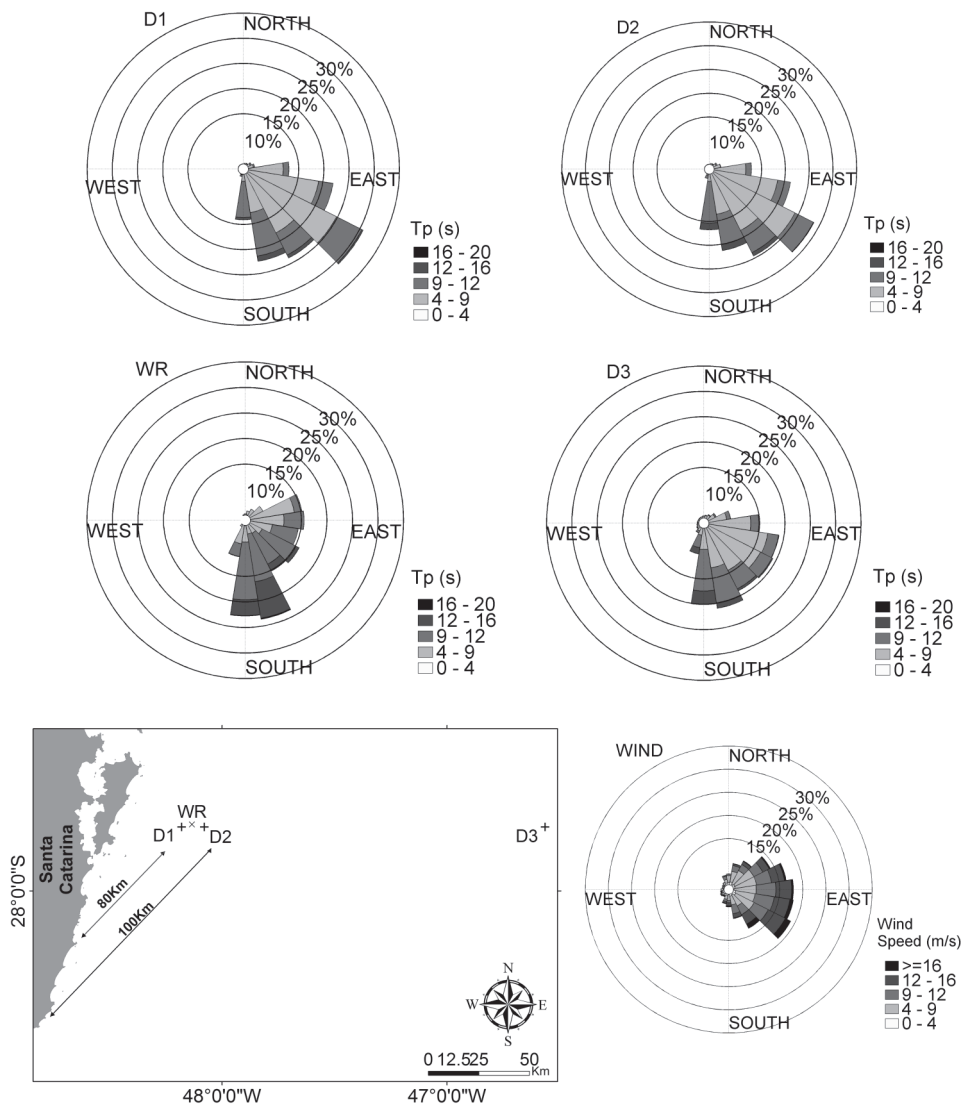 D1
NORTH
30%
25%
20%
15%
10%
WEST
EAST
SOUTH
Tp (s)
16 - 20
12 - 16
9 - 12
4 - 9
0 - 4
D2
NORTH
30%
25%
20%
15%
10%
WEST
EAST
SOUTH
Tp (s)
16 - 20
12 - 16
9 - 12
4 - 9
0 - 4
WR
NORTH
30%
25%
20%
15%
10%
WEST
EAST
SOUTH
Tp (s)
16 - 20
12 - 16
9 - 12
4 - 9
0 - 4
D3
NORTH
30%
25%
20%
15%
10%
WEST
EAST
SOUTH
Tp (s)
16 - 20
12 - 16
9 - 12
4 - 9
0 - 4
28°0'0"S
Santa
Catarina
WR
D1
D2
D3
80Km
100Km
N
W
E
S
0 12.525 50
Km
48°0'0"W
47°0'0"W
WIND
NORTH
30%
25%
20%
15%
WEST
EAST
SOUTH
Wind
Speed (m/s)
>=16
12 - 16
9 - 12
4 - 9
0 - 4